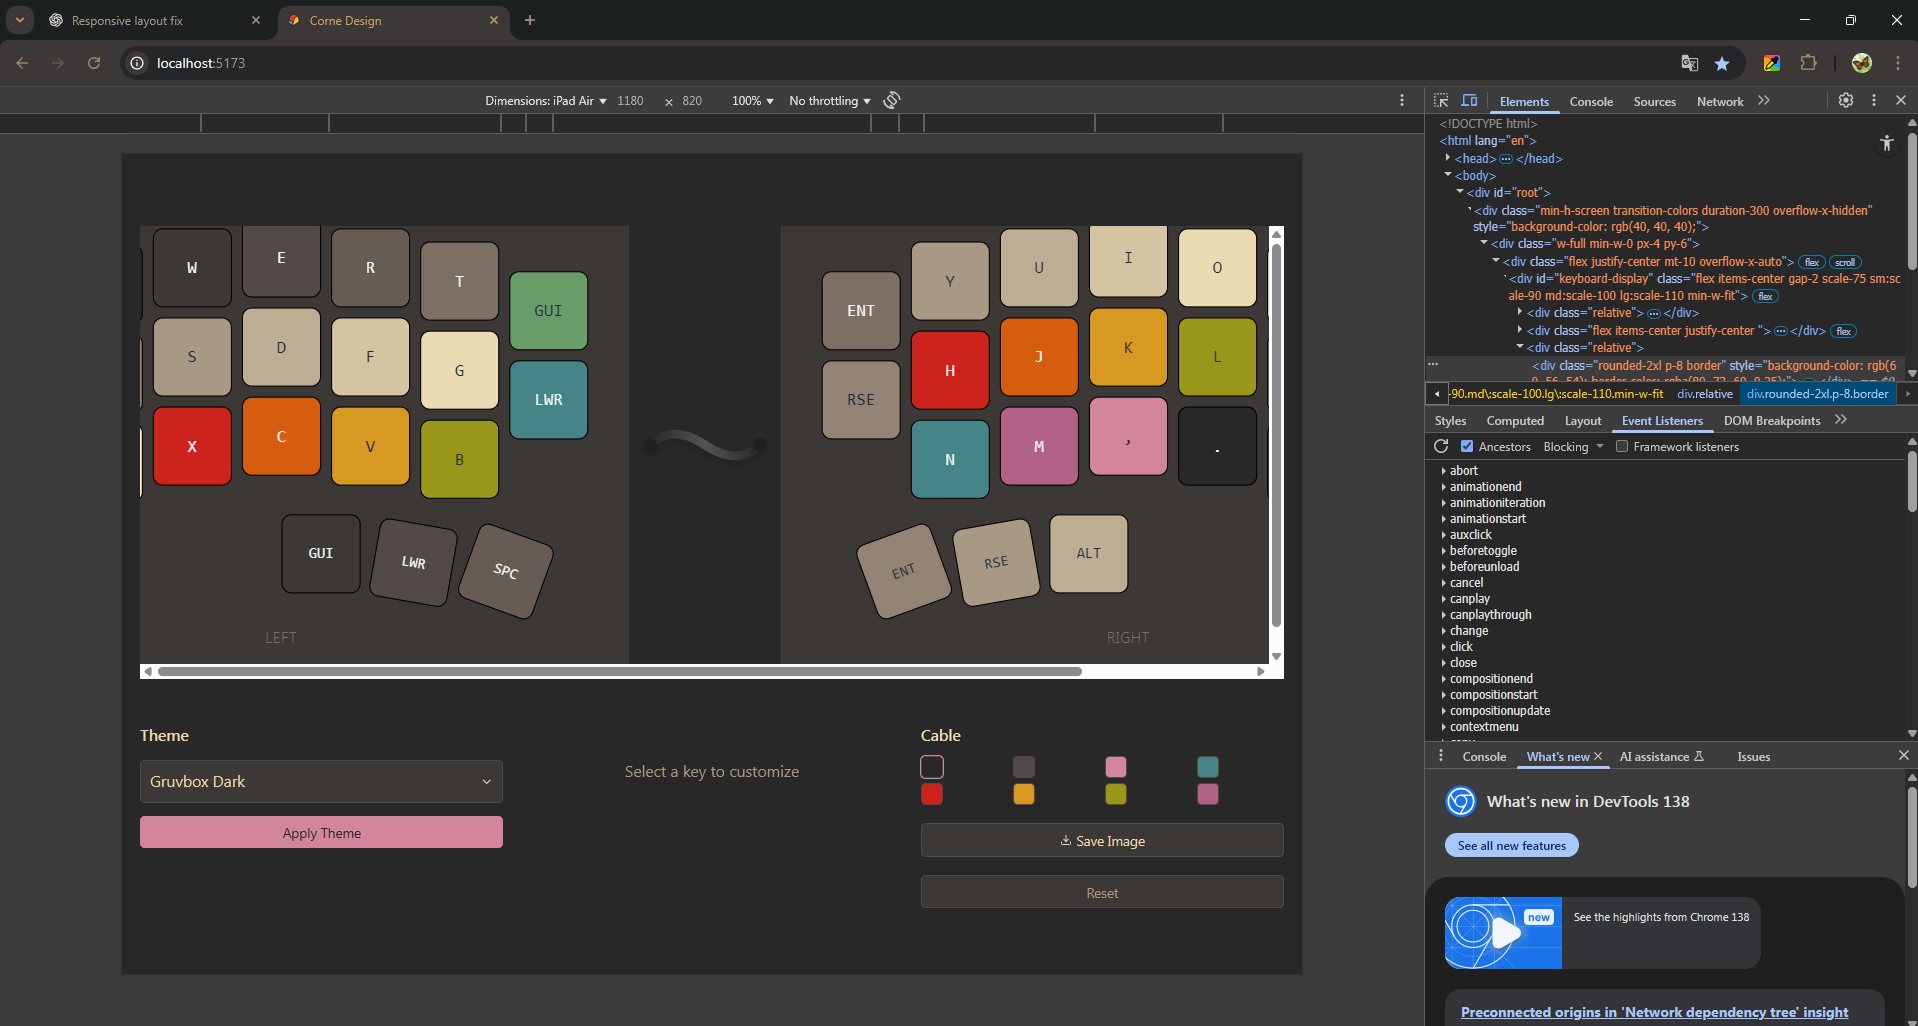 Responsive layout fix
Corne Design
localhost:5173
Dimensions: iPad Air 1180 × 820 100% No throttling
W E R T GUI
S D F G LWR
X C V B
GUI LWR SPC
LEFT
ENT Y U I O
RSE H J K L
N M , .
ENT RSE ALT
RIGHT
Theme
Gruvbox Dark
Apply Theme
Select a key to customize
Cable
Save Image
Reset
Elements Console Sources Network
<!DOCTYPE html>
<html lang="en">
<head> </head>
<body>
<div id="root">
<div class="min-h-screen transition-colors duration-300 overflow-x-hidden"
style="background-color: rgb(40, 40, 40);">
<div class="w-full min-w-0 px-4 py-6">
<div class="flex justify-center mt-10 overflow-x-auto"> flex scroll
<div id="keyboard-display" class="flex items-center gap-2 scale-75 sm:sc
ale-90 md:scale-100 lg:scale-110 min-w-fit"> flex
<div class="relative"> </div>
<div class="flex items-center justify-center "> </div> flex
<div class="relative">
<div class="rounded-2xl p-8 border" style="background-color: rgb(6
-90.md\:scale-100.lg\:scale-110.min-w-fit div.relative div.rounded-2xl.p-8.border
Styles Computed Layout Event Listeners DOM Breakpoints
Ancestors Blocking Framework listeners
abort
animationend
animationiteration
animationstart
auxclick
beforetoggle
beforeunload
cancel
canplay
canplaythrough
change
click
close
compositionend
compositionstart
compositionupdate
contextmenu
Console What's new AI assistance Issues
What's new in DevTools 138
See all new features
new
See the highlights from Chrome 138
Preconnected origins in 'Network dependency tree' insight